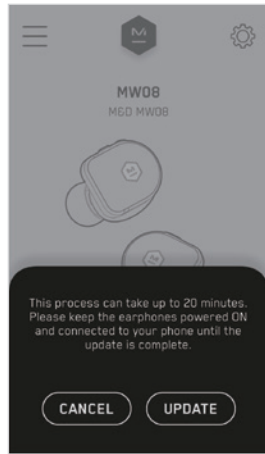 MW08
M&D MW08
This process can take up to 20 minutes.
Please keep the earphones powered ON
and connected to your phone until the
update is complete.
CANCEL
UPDATE